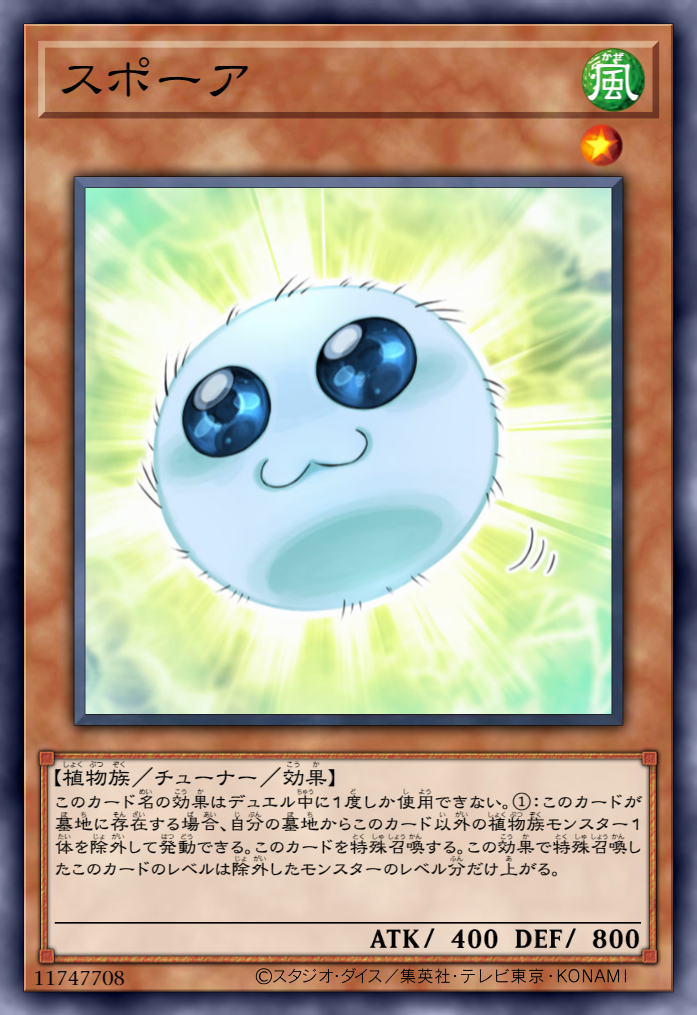 スポーア
風
【植物族／チューナー／効果】
このカード名の効果はデュエル中に１度しか使用できない。①：このカードが
墓地に存在する場合、自分の墓地からこのカード以外の植物族モンスター１
体を除外して発動できる。このカードを特殊召喚する。この効果で特殊召喚し
たこのカードのレベルは除外したモンスターのレベル分だけ上がる。
ATK/ 400 DEF/ 800
11747708 ©スタジオ・ダイス／集英社・テレビ東京・KONAMI